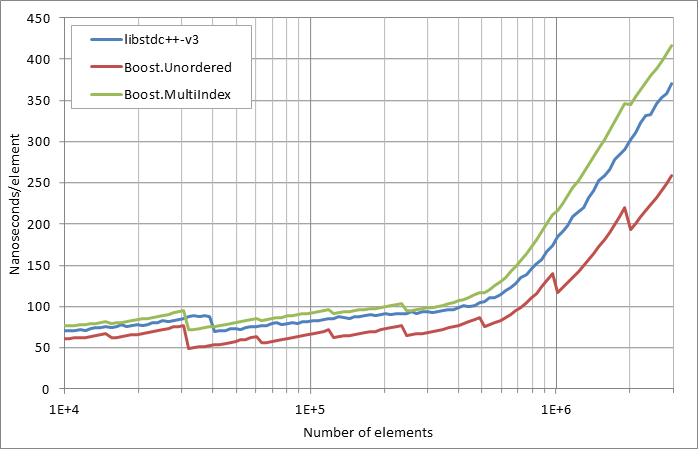 450
400
350
300
250
200
150
100
50
0
Nanoseconds/element
libstdc++-v3
Boost.Unordered
Boost.MultiIndex
1E+4
1E+5
1E+6
Number of elements